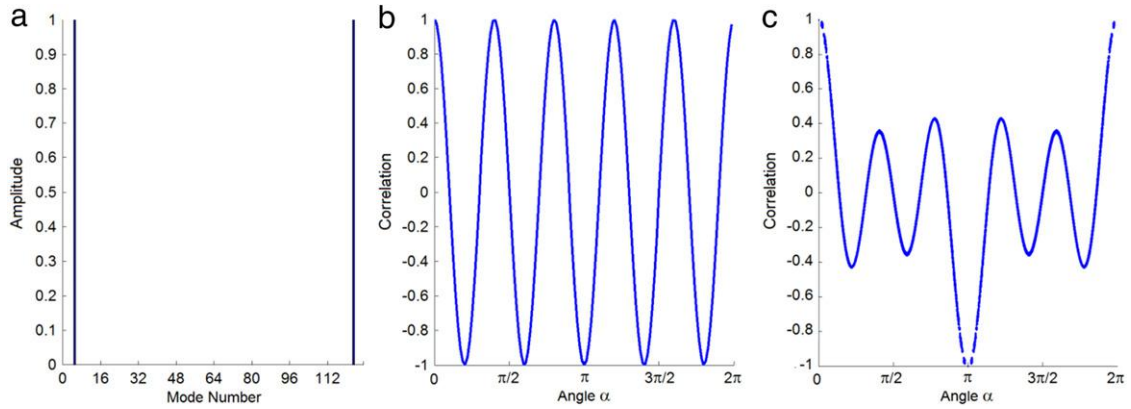 a
1
0.9
0.8
0.7
0.6
0.5
0.4
0.3
0.2
0.1
0
Amplitude
0 16 32 48 64 80 96 112
Mode Number
b
1
0.8
0.6
0.4
0.2
0
-0.2
-0.4
-0.6
-0.8
-1
Correlation
0 π/2 π 3π/2 2π
Angle α
c
1
0.8
0.6
0.4
0.2
0
-0.2
-0.4
-0.6
-0.8
-1
Correlation
0 π/2 π 3π/2 2π
Angle α